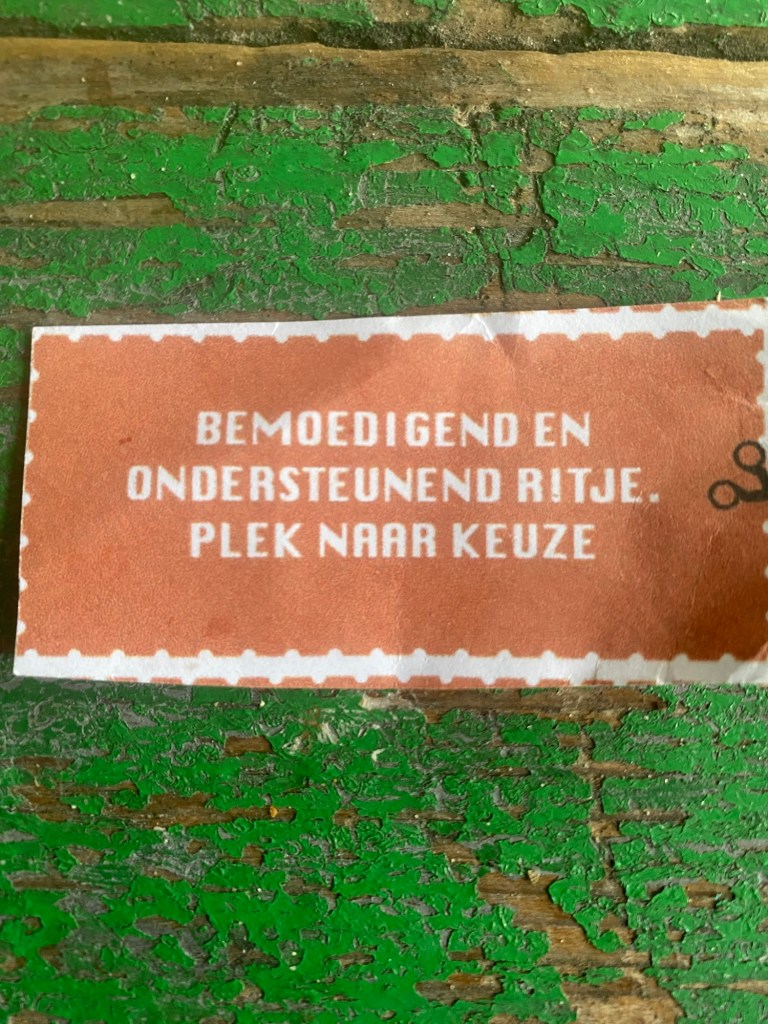 BEMOEDIGEND EN
ONDERSTEUNEND RITJE.
PLEK NAAR KEUZE